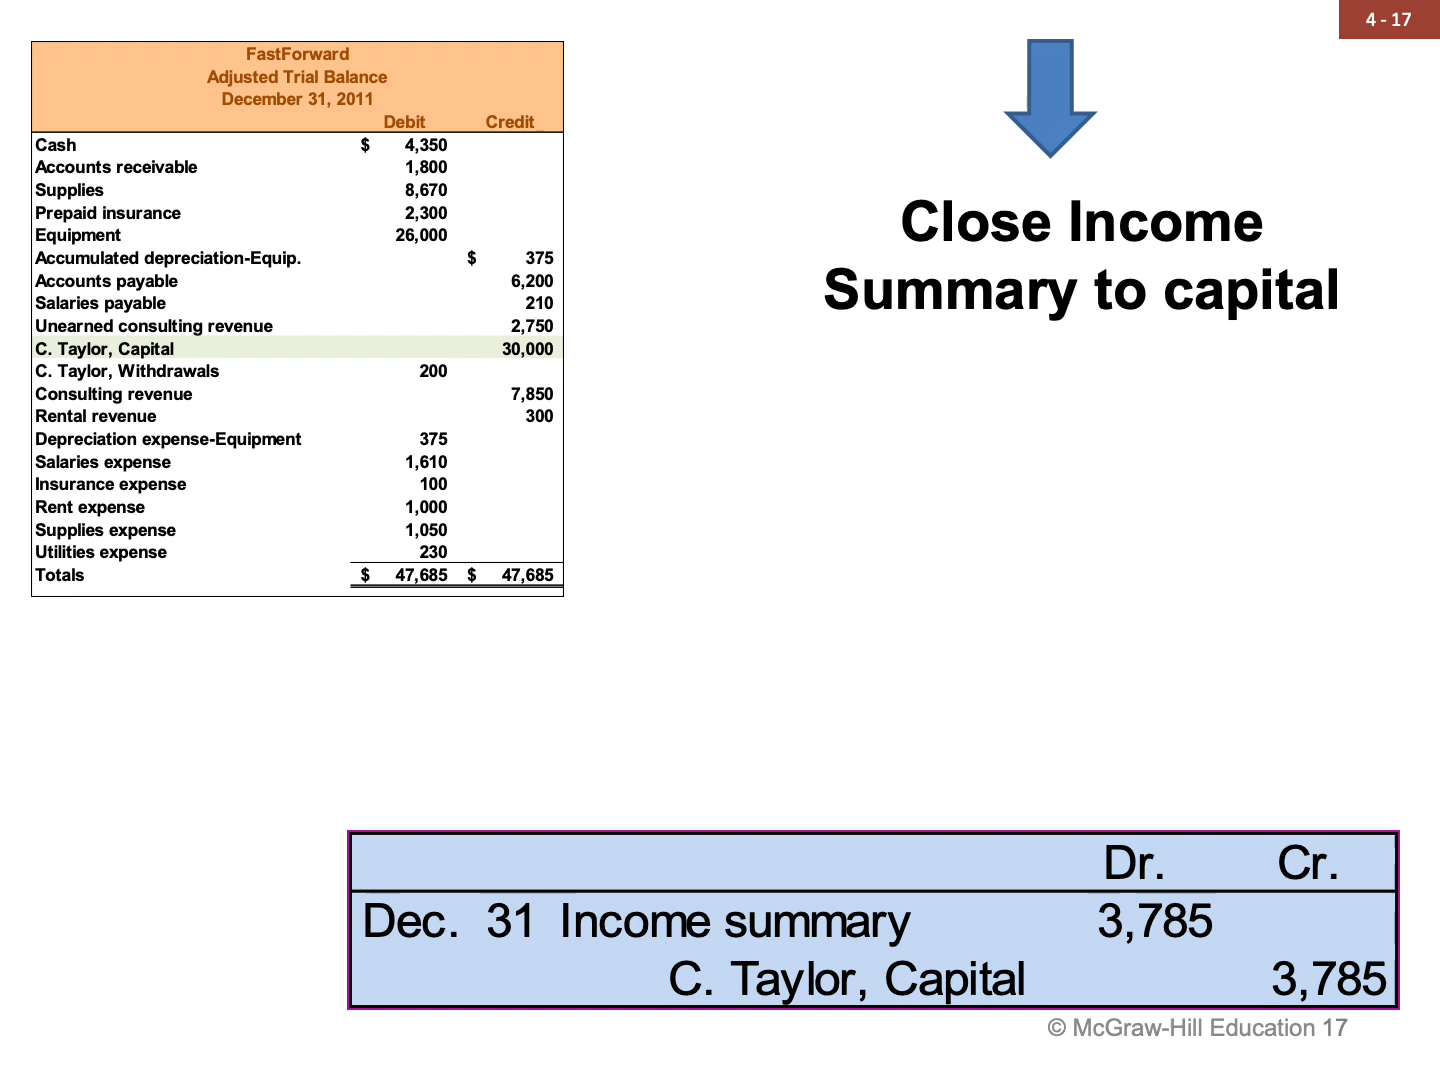 4 - 17
FastForward
Adjusted Trial Balance
December 31, 2011
Debit Credit
Cash $ 4,350
Accounts receivable 1,800
Supplies 8,670
Prepaid insurance 2,300
Equipment 26,000
Accumulated depreciation-Equip. $ 375
Accounts payable 6,200
Salaries payable 210
Unearned consulting revenue 2,750
C. Taylor, Capital 30,000
C. Taylor, Withdrawals 200
Consulting revenue 7,850
Rental revenue 300
Depreciation expense-Equipment 375
Salaries expense 1,610
Insurance expense 100
Rent expense 1,000
Supplies expense 1,050
Utilities expense 230
Totals $ 47,685 $ 47,685
Close Income
Summary to capital
Dr. Cr.
Dec. 31 Income summary 3,785
C. Taylor, Capital 3,785
© McGraw-Hill Education 17